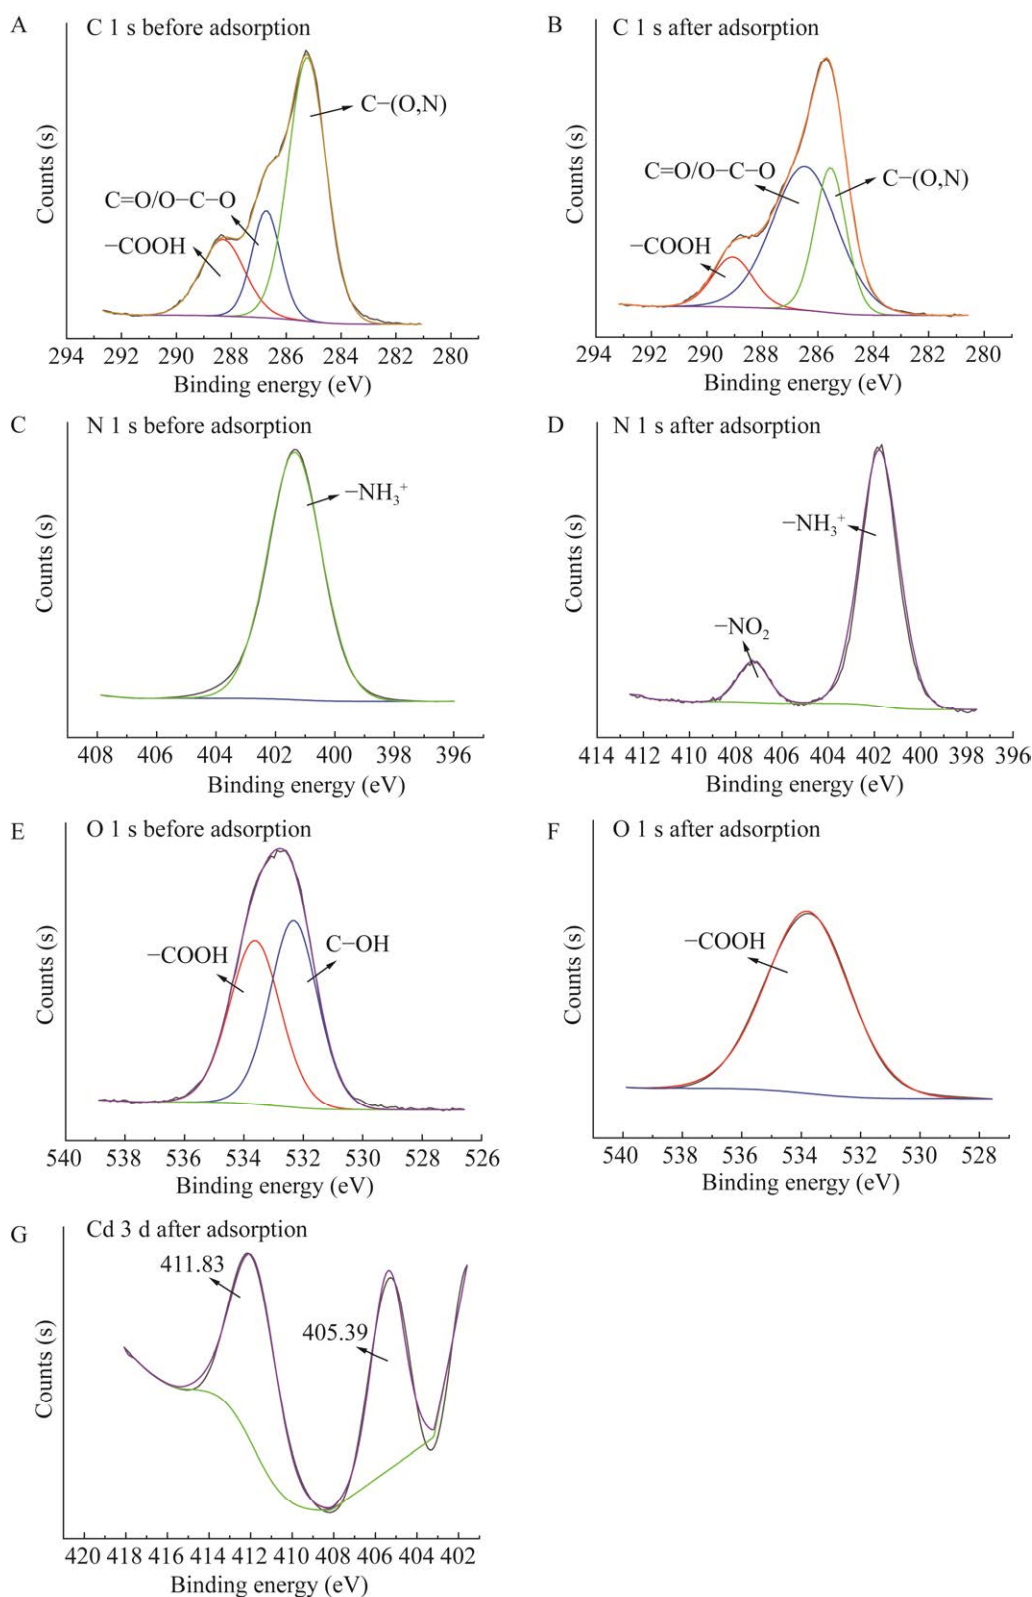 A
C 1 s before adsorption
C−(O,N)
C=O/O−C−O
−COOH
Counts (s)
294 292 290 288 286 284 282 280
Binding energy (eV)
B
C 1 s after adsorption
C=O/O−C−O
C−(O,N)
−COOH
Counts (s)
294 292 290 288 286 284 282 280
Binding energy (eV)
C
N 1 s before adsorption
−NH₃⁺
Counts (s)
408 406 404 402 400 398 396
Binding energy (eV)
D
N 1 s after adsorption
−NH₃⁺
−NO₂
Counts (s)
414 412 410 408 406 404 402 400 398 396
Binding energy (eV)
E
O 1 s before adsorption
−COOH
C−OH
Counts (s)
540 538 536 534 532 530 528 526
Binding energy (eV)
F
O 1 s after adsorption
−COOH
Counts (s)
540 538 536 534 532 530 528
Binding energy (eV)
G
Cd 3 d after adsorption
411.83
405.39
Counts (s)
420 418 416 414 412 410 408 406 404 402
Binding energy (eV)